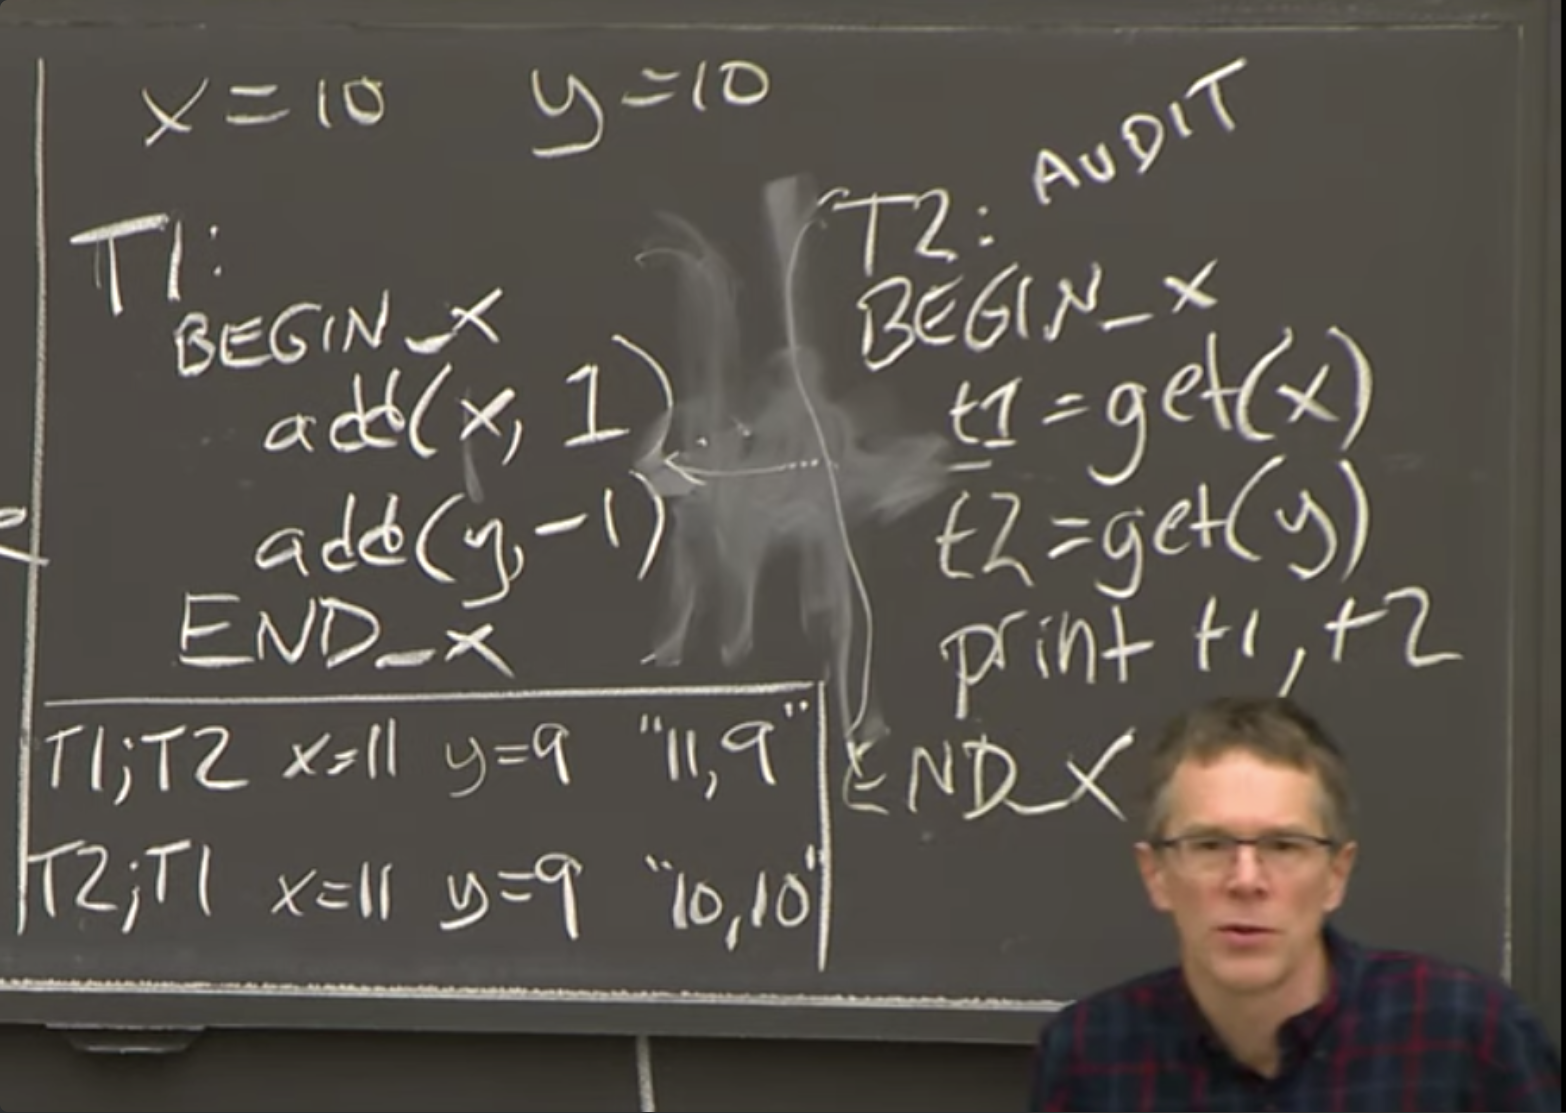 x=10 y=10
T1:
BEGIN_X
add(x, 1)
add(y,-1)
END_X
T2: AUDIT
BEGIN_X
t1=get(x)
t2=get(y)
print t1,t2
END_X
T1;T2 x=11 y=9 "11,9"
T2;T1 x=11 y=9 "10,10"